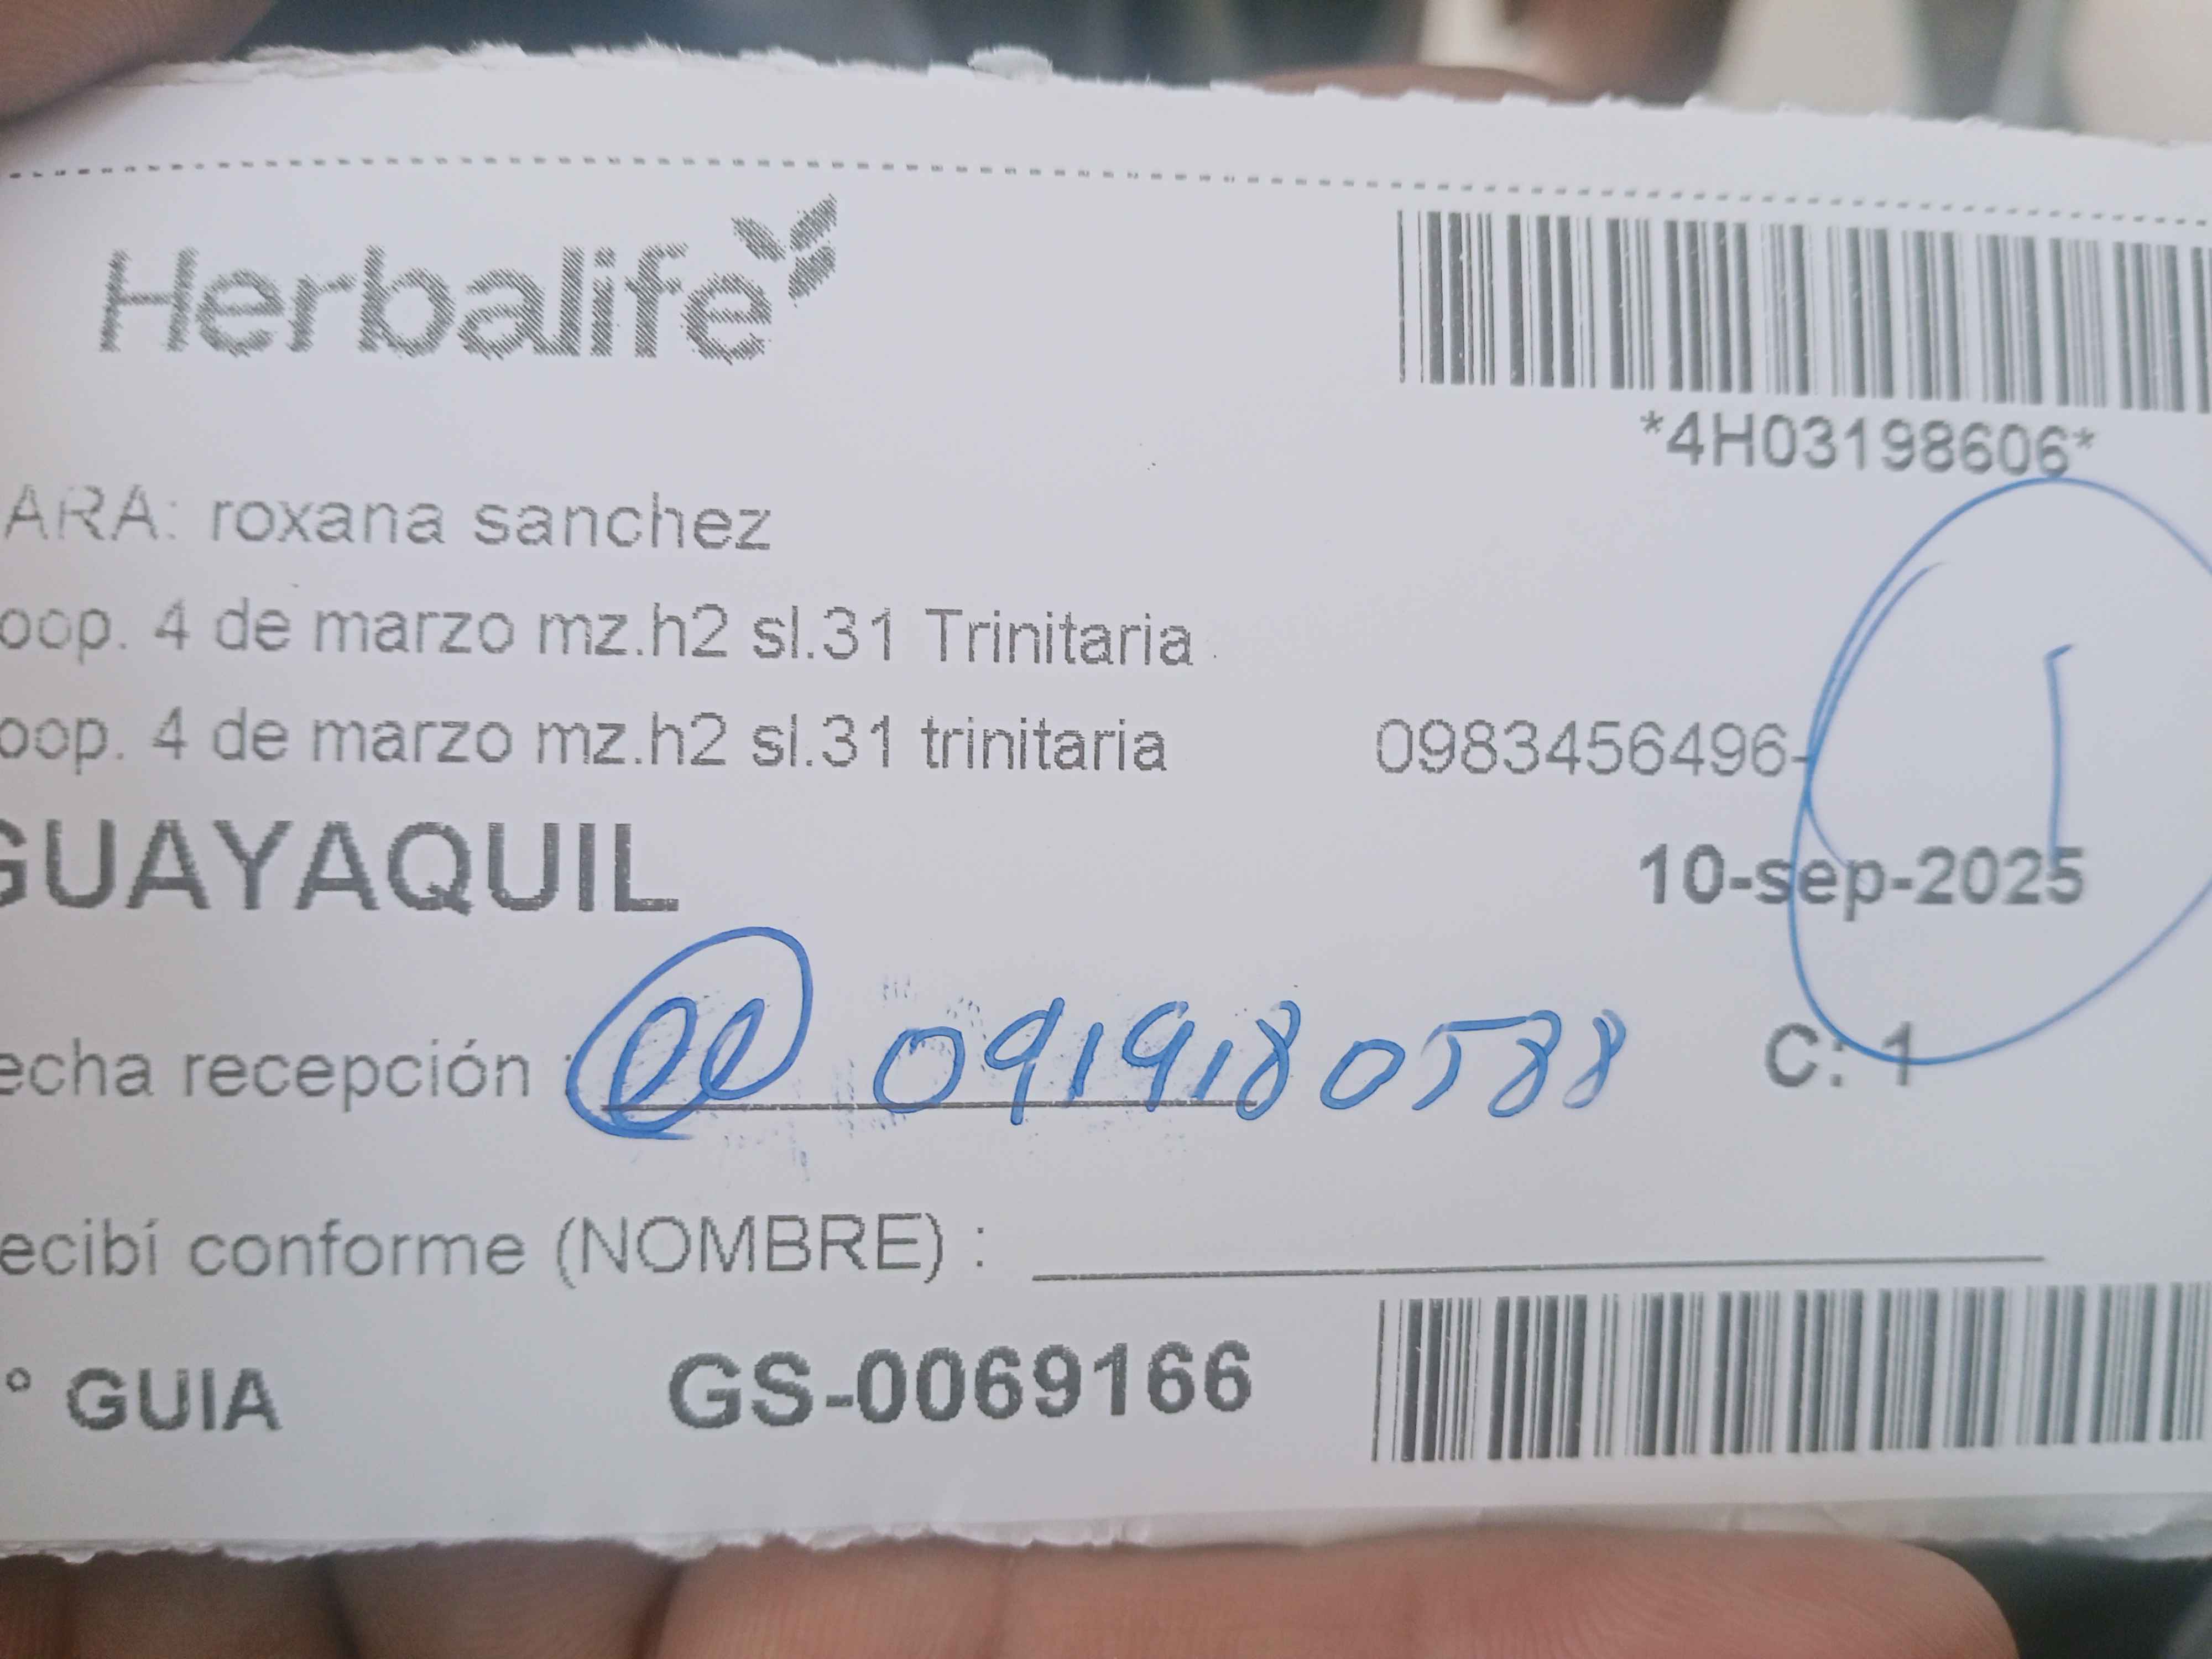 Herbalife
*4H03198606*
ARA: roxana sanchez
oop. 4 de marzo mz.h2 sl.31 Trinitaria
oop. 4 de marzo mz.h2 sl.31 trinitaria 0983456496-
GUAYAQUIL 10-sep-2025
1
echa recepción : 0919180588 C: 1
ecibí conforme (NOMBRE) :
° GUIA GS-0069166